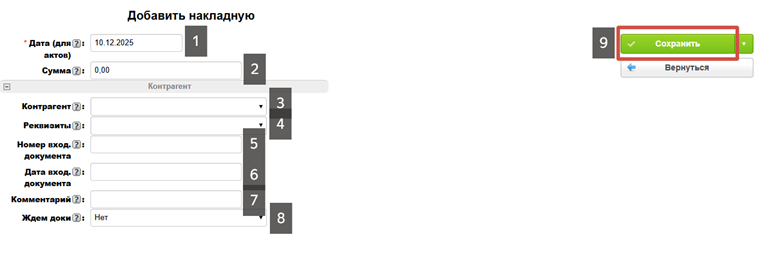 Добавить накладную
* Дата (для актов) ?: 10.12.2025 1
Сумма ?: 0,00 2
Контрагент
Контрагент ?: 3
Реквизиты ?: 4
Номер вход. документа ?: 5
Дата вход. документа ?: 6
Комментарий ?: 7
Ждем доки ?: Нет 8
9 Сохранить
Вернуться